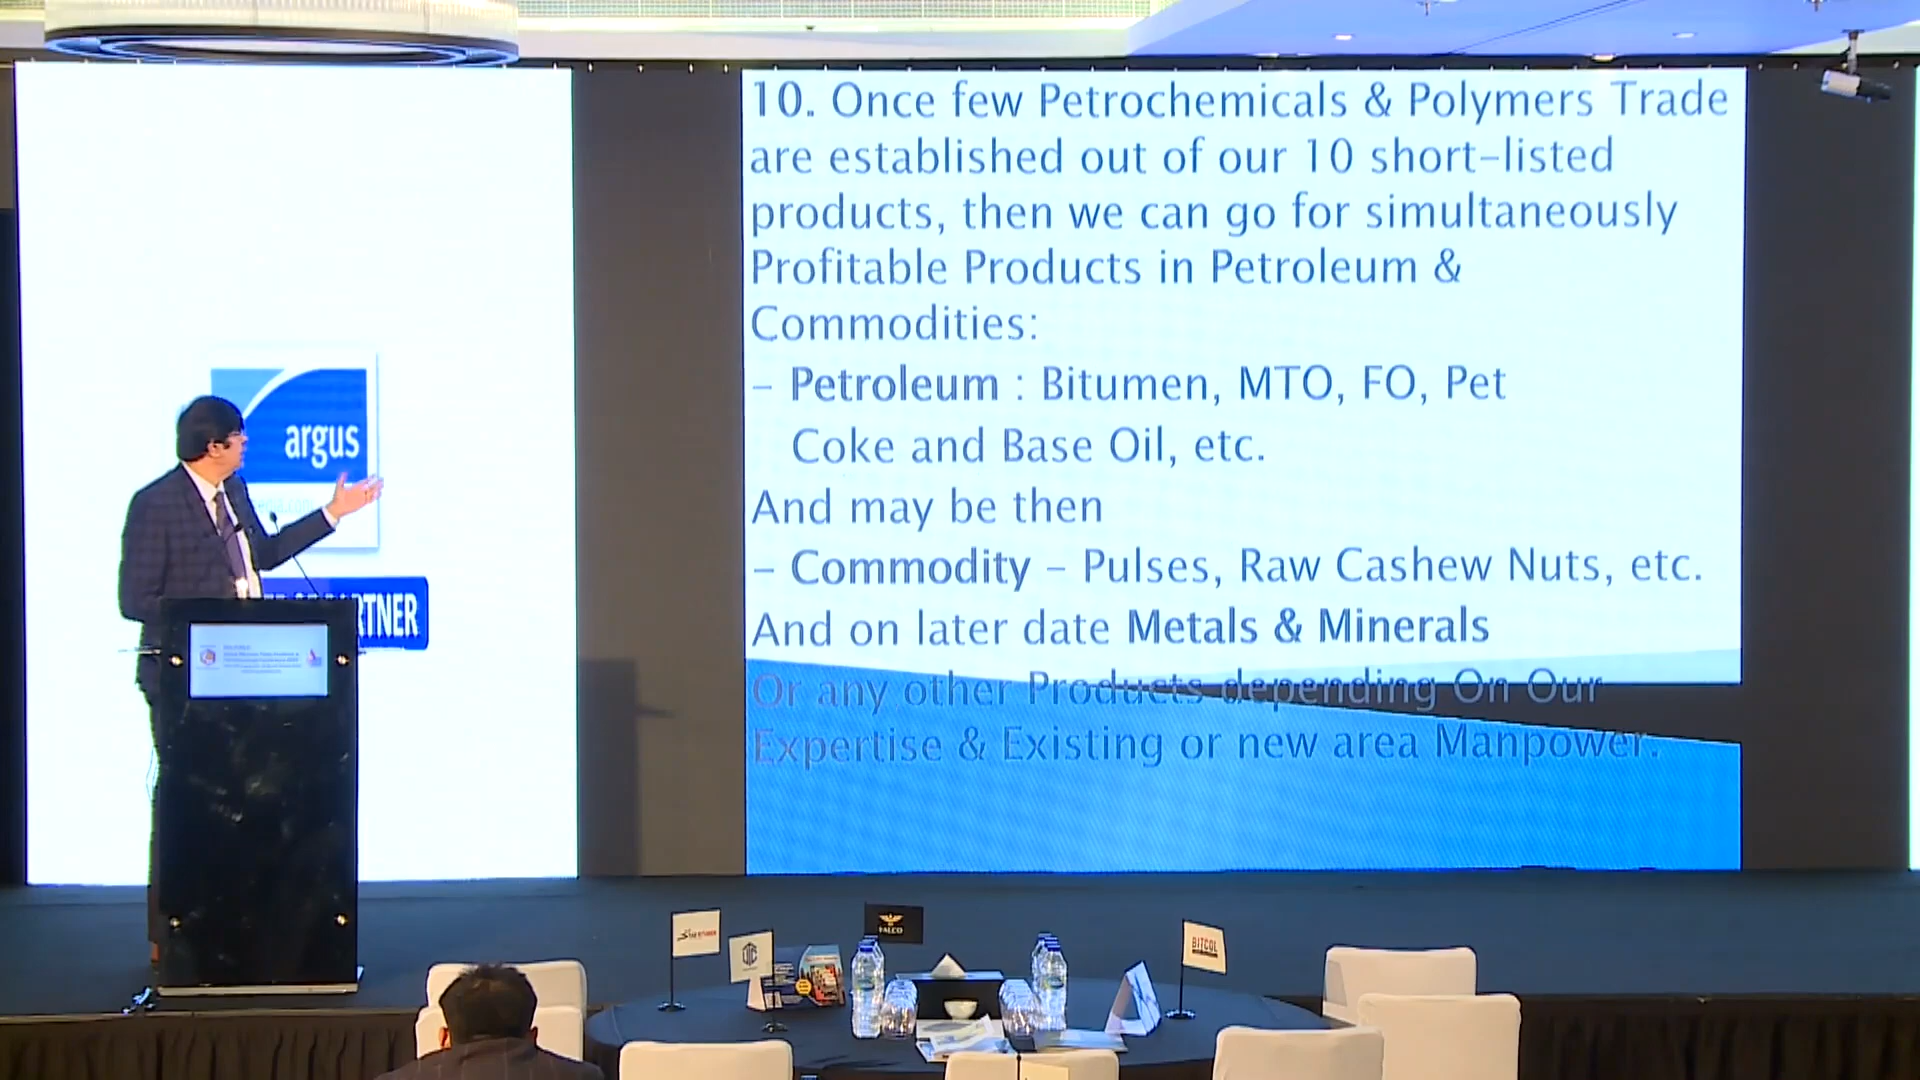 10. Once few Petrochemicals & Polymers Trade
are established out of our 10 short-listed
products, then we can go for simultaneously
Profitable Products in Petroleum &
Commodities:
- Petroleum : Bitumen, MTO, FO, Pet
Coke and Base Oil, etc.
And may be then
- Commodity - Pulses, Raw Cashew Nuts, etc.
And on later date Metals & Minerals
Or any other Products depending On Our
Expertise & Existing or new area Manpower.
argus
FALCO
BITCOL